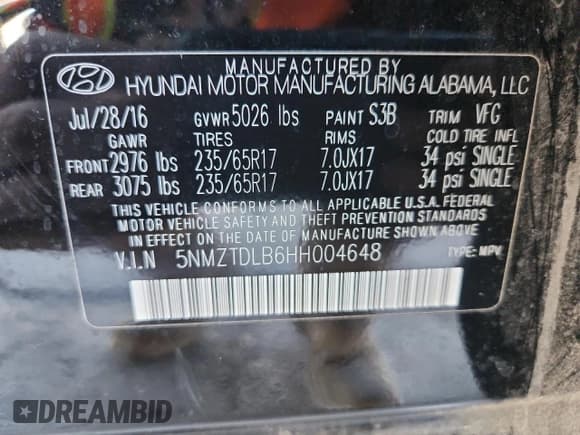 MANUFACTURED BY
HYUNDAI MOTOR MANUFACTURING ALABAMA, LLC
Jul/28/16 GVWR 5026 lbs PAINT S3B TRIM VFG
GAWR TIRES RIMS COLD TIRE INFL
FRONT 2976 lbs 235/65R17 7.0JX17 34 psi SINGLE
REAR 3075 lbs 235/65R17 7.0JX17 34 psi SINGLE
THIS VEHICLE CONFORMS TO ALL APPLICABLE U.S.A. FEDERAL
MOTOR VEHICLE SAFETY AND THEFT PREVENTION STANDARDS
IN EFFECT ON THE DATE OF MANUFACTURE SHOWN ABOVE.
V.I.N 5NMZTDLB6HH004648 TYPE: MPV
DREAMBID